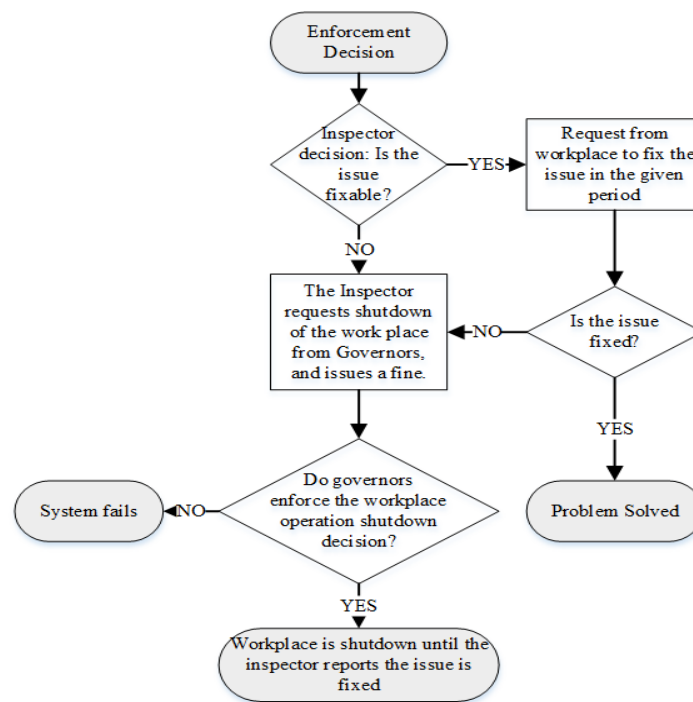 Enforcement
Decision
Inspector
decision: Is the
issue
fixable?
YES
Request from
workplace to fix the
issue in the given
period
NO
The Inspector
requests shutdown
of the work place
from Governors,
and issues a fine.
NO
Is the issue
fixed?
YES
Do governors
enforce the workplace
operation shutdown
decision?
NO
System fails
Problem Solved
YES
Workplace is shutdown until the
inspector reports the issue is
fixed